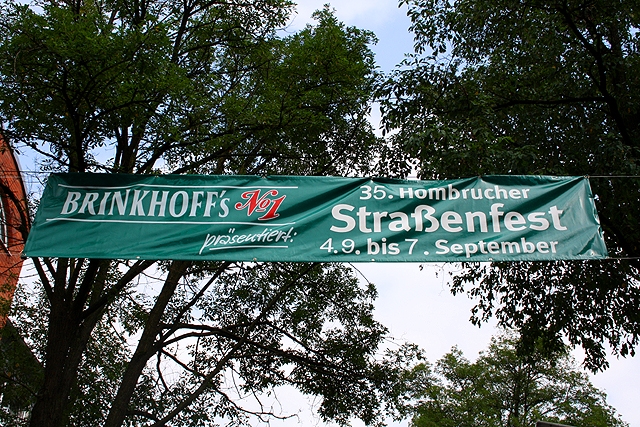 BRINKHOFF's No1
präsentiert:
35. Hombrucher
Straßenfest
4.9. bis 7. September